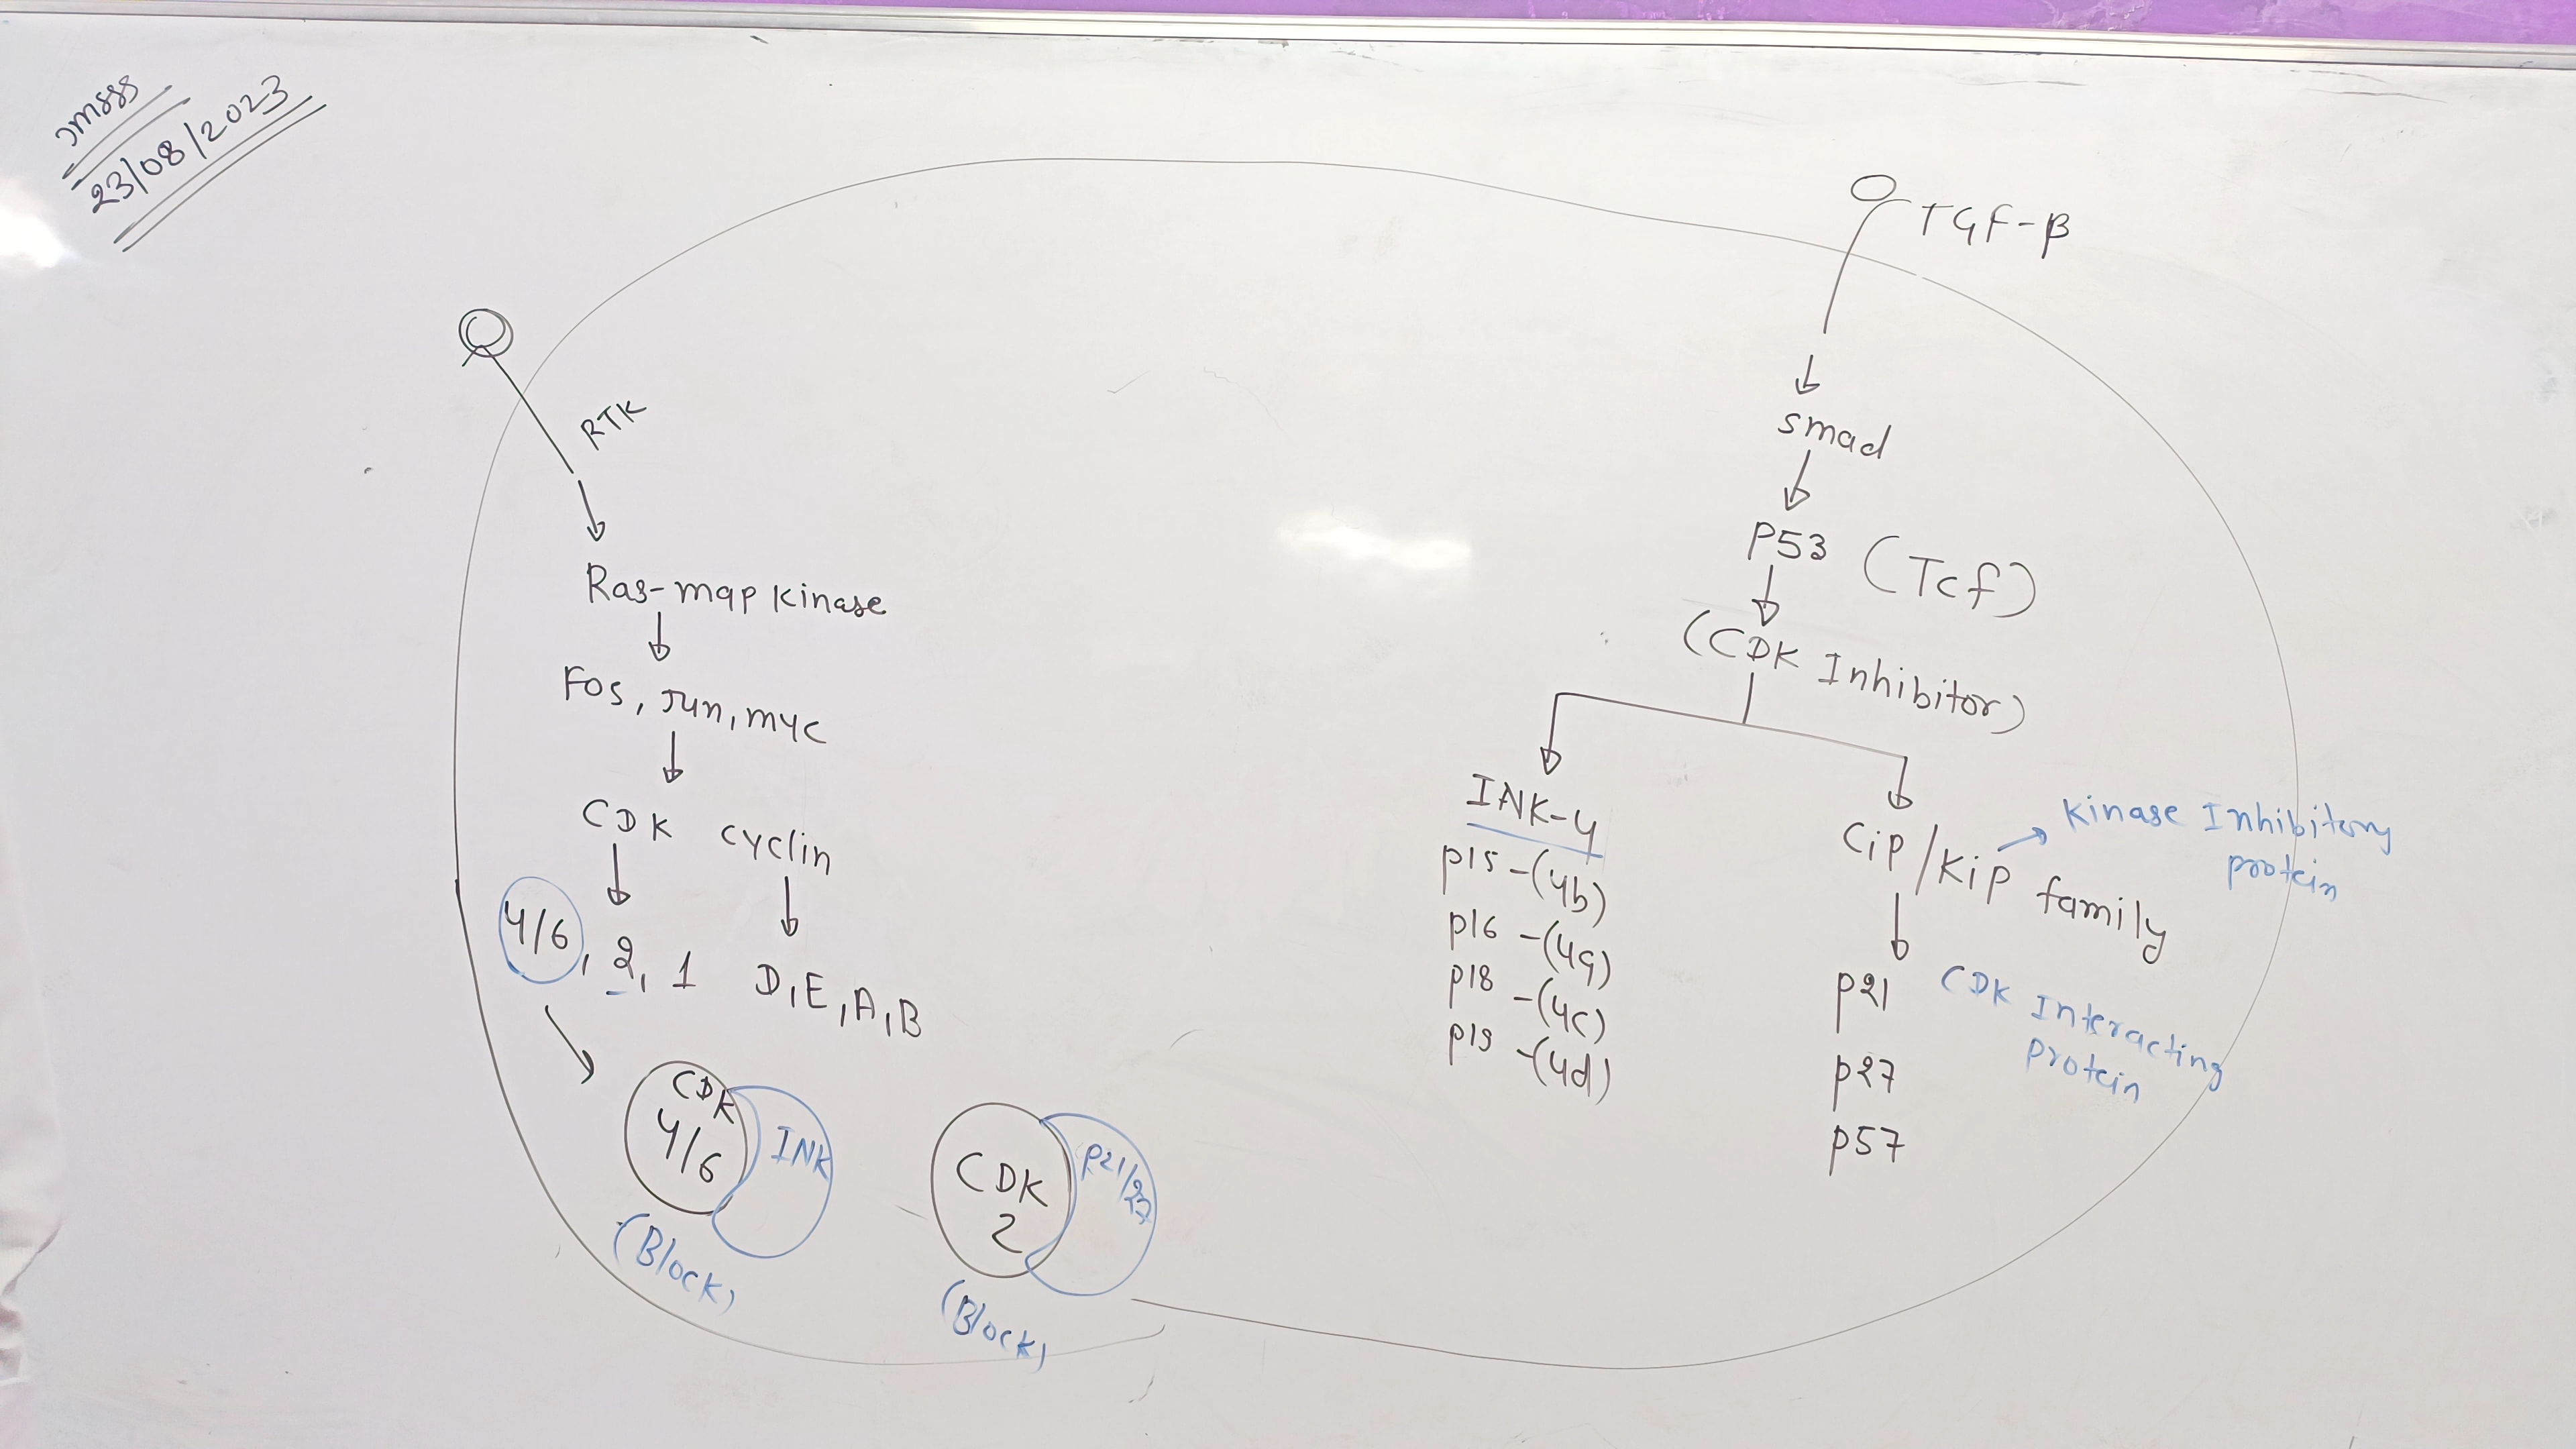 Jmsss
23/08/2023
RTK
Ras-map kinase
Fos, Jun, myc
CDK cyclin
4/6, 2, 1 D, E, A, B
CDK
4/6
INK
(Block)
CDK
2
P21/27
(Block)
TGF-β
smad
P53 (Tcf)
(CDK Inhibitor)
INK-4
p15 -(4b)
p16 -(4a)
p18 -(4c)
p19 -(4d)
Cip/Kip family
Kinase Inhibitory
protein
p21
p27
p57
CDK Interacting
protein